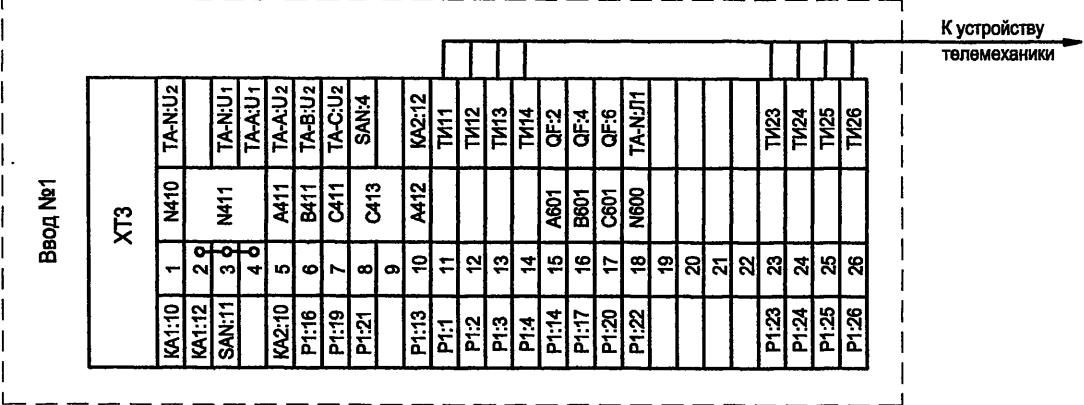 К устройству
телемеханики
Ввод №1
ХТ3
TA-N:U2
TA-N:U1
TA-A:U1
TA-A:U2
TA-B:U2
TA-C:U2
SAN:4
KA2:12
ТИ11
ТИ12
ТИ13
ТИ14
QF:2
QF:4
QF:6
TA-N:Л1
ТИ23
ТИ24
ТИ25
ТИ26
N410
N411
A411
B411
C411
C413
A412
A601
B601
C601
N600
1
2
3
4
5
6
7
8
9
10
11
12
13
14
15
16
17
18
19
20
21
22
23
24
25
26
KA1:10
KA1:12
SAN:11
KA2:10
P1:16
P1:19
P1:21
P1:13
P1:1
P1:2
P1:3
P1:4
P1:14
P1:17
P1:20
P1:22
P1:23
P1:24
P1:25
P1:26